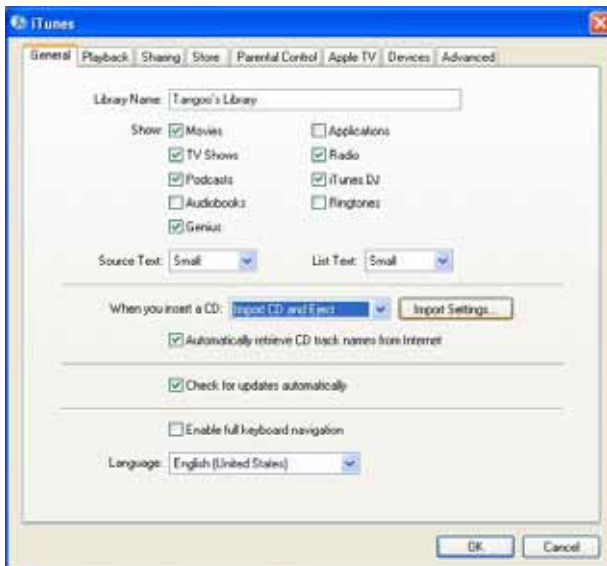 iTunes
General Playback Sharing Store Parental Control Apple TV Devices Advanced
Library Name: Tangoo's Library
Show: Movies Applications
TV Shows Radio
Podcasts iTunes DJ
Audiobooks Ringtones
Genius
Source Text: Small List Text: Small
When you insert a CD: Import CD and Eject Import Settings...
Automatically retrieve CD track names from Internet
Check for updates automatically
Enable full keyboard navigation
Language: English (United States)
OK Cancel